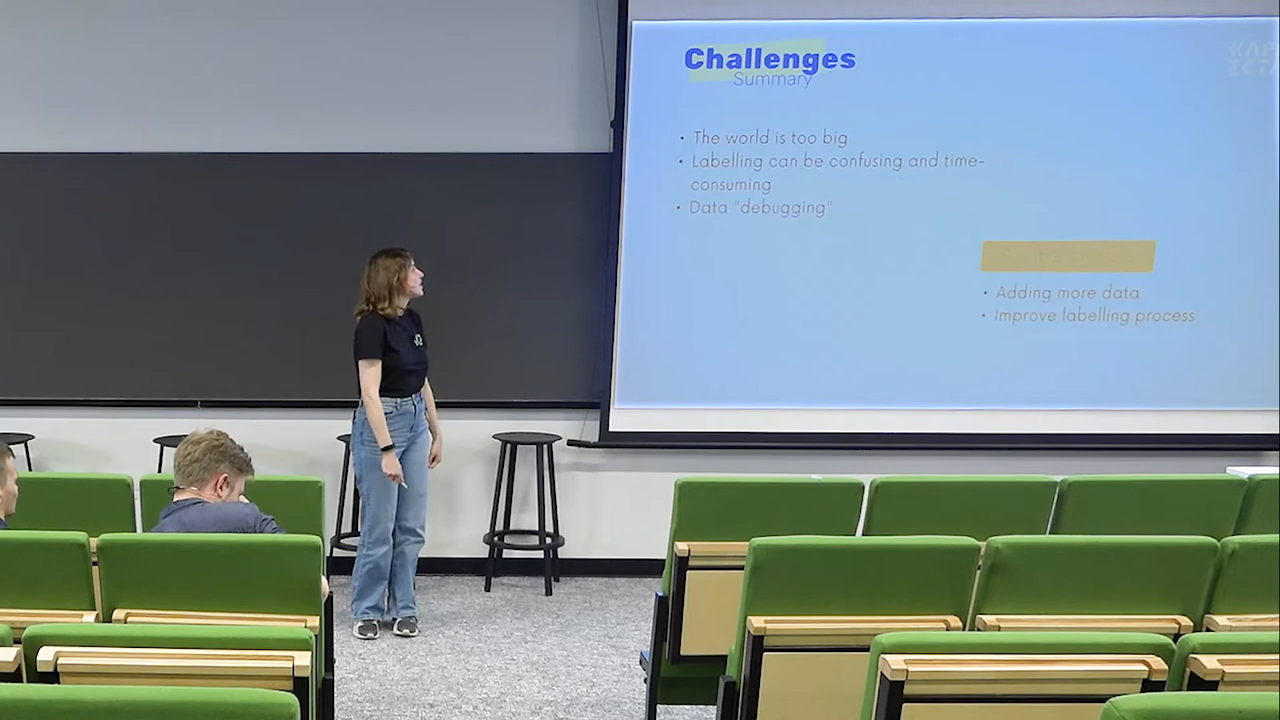 Challenges
Summary
• The world is too big
• Labelling can be confusing and time-
consuming
• Data "debugging"
• Adding more data
• Improve labelling process